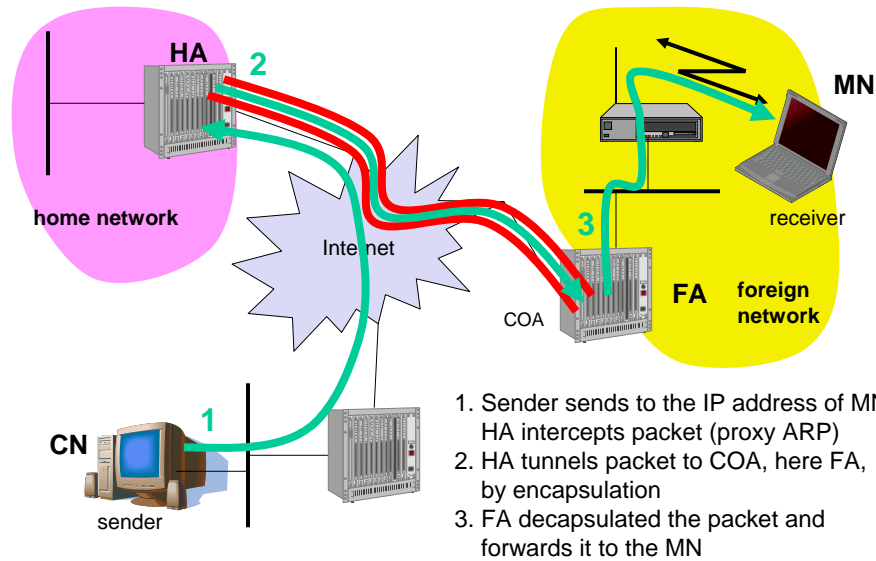 HA
2
MN
home network
Internet
receiver
3
FA
foreign
network
COA
1
CN
sender
1. Sender sends to the IP address of MN
HA intercepts packet (proxy ARP)
2. HA tunnels packet to COA, here FA,
by encapsulation
3. FA decapsulated the packet and
forwards it to the MN